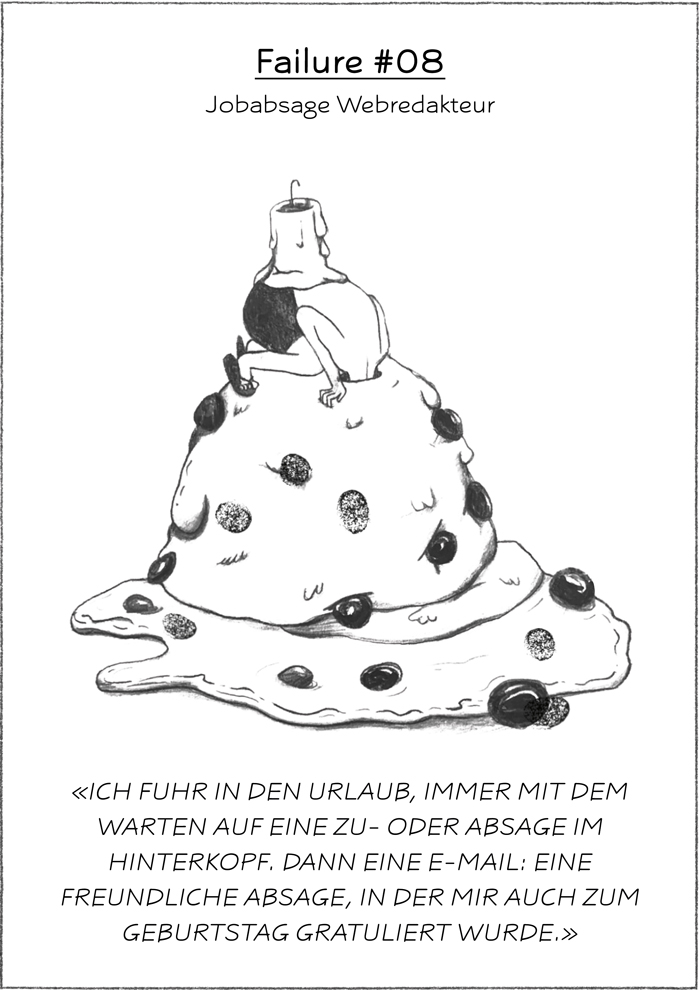 Failure #08
Jobabsage Webredakteur
«ICH FUHR IN DEN URLAUB, IMMER MIT DEM
WARTEN AUF EINE ZU- ODER ABSAGE IM
HINTERKOPF. DANN EINE E-MAIL: EINE
FREUNDLICHE ABSAGE, IN DER MIR AUCH ZUM
GEBURTSTAG GRATULIERT WURDE.»